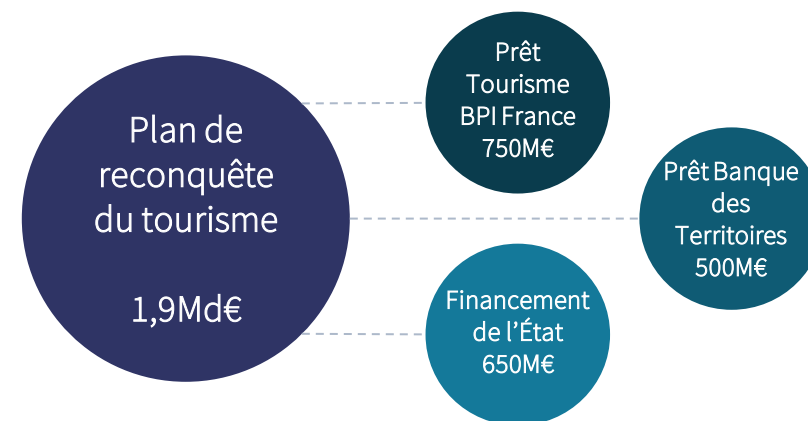 Plan de
reconquête
du tourisme
1,9Md€
Prêt
Tourisme
BPI France
750M€
Prêt Banque
des
Territoires
500M€
Financement
de l’État
650M€